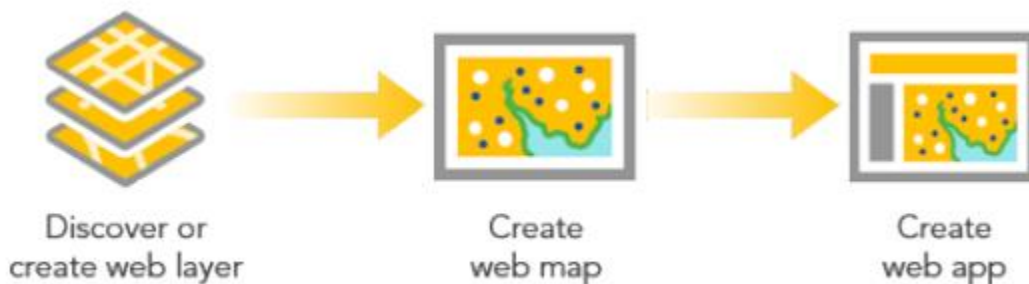 Discover or
create web layer
Create
web map
Create
web app